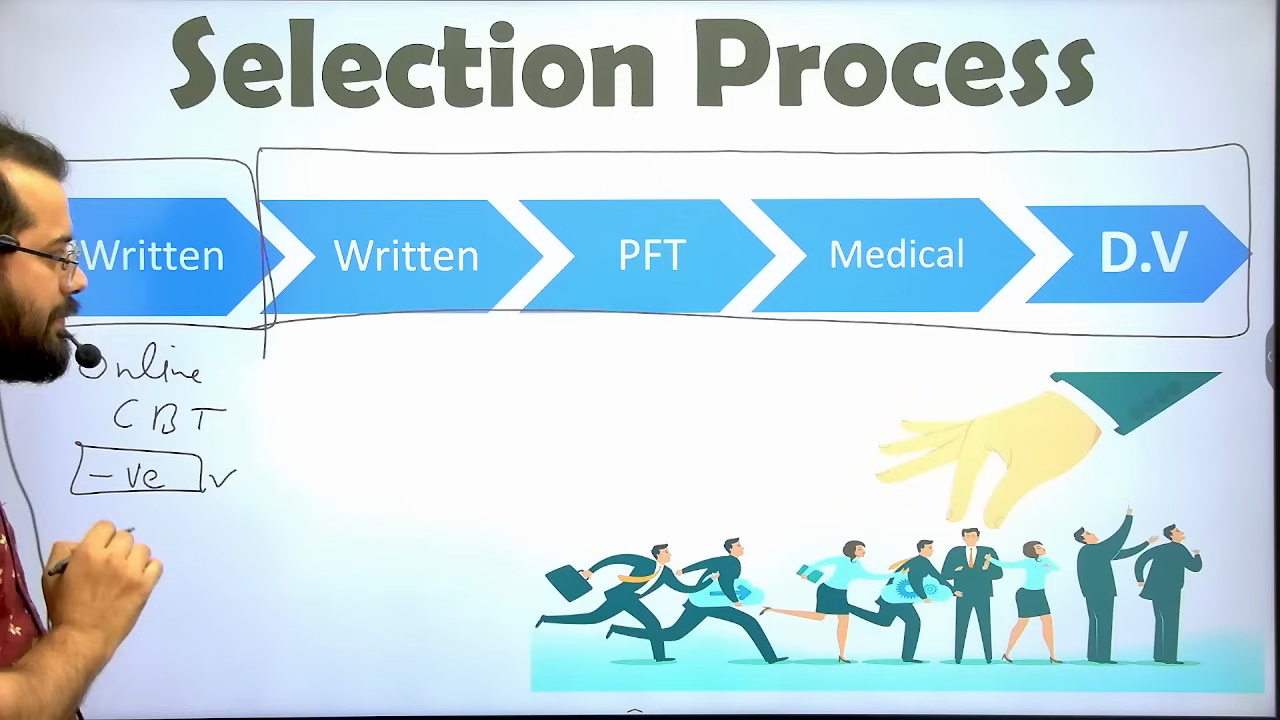 Selection Process
Written Written PFT Medical D.V
Online
CBT
-ve